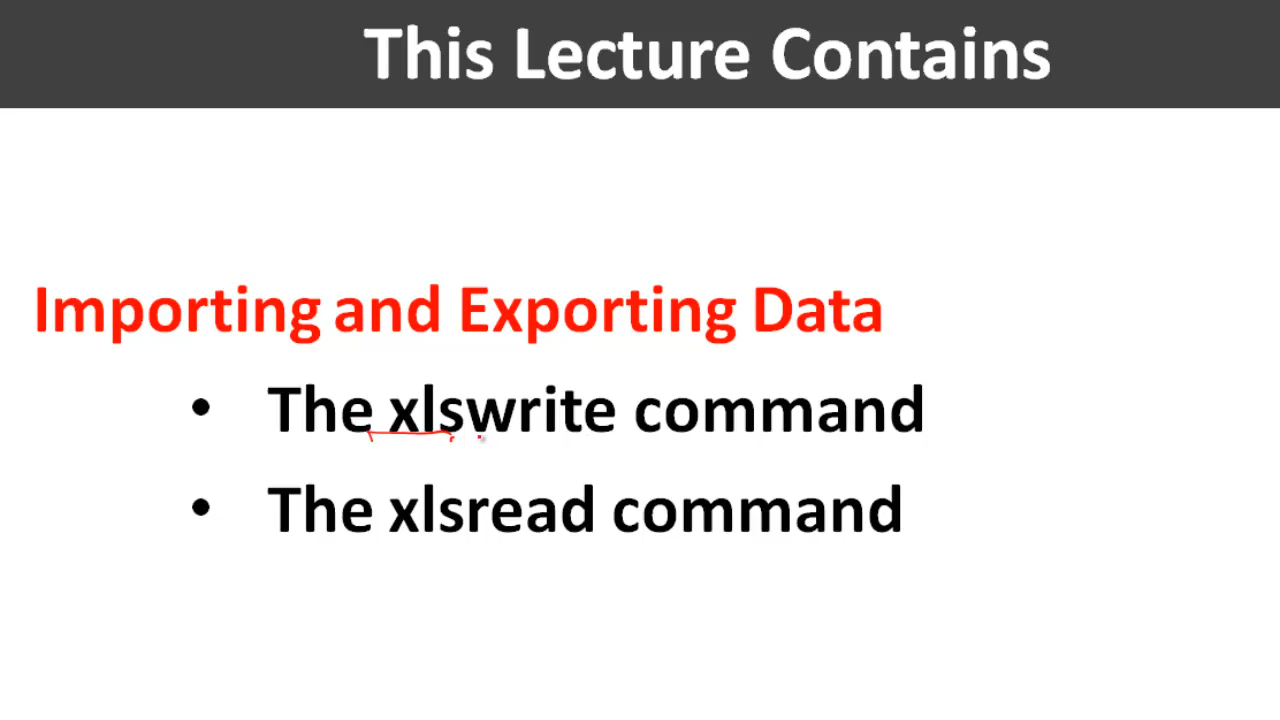 This Lecture Contains
Importing and Exporting Data
• The xlswrite command
• The xlsread command